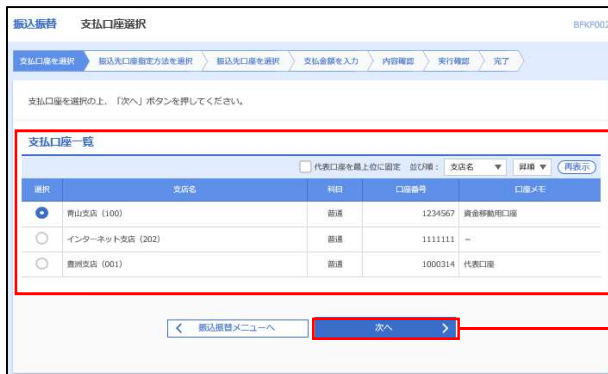 振込振替 支払口座選択 BFKF002
支払口座を選択 振込先口座指定方法を選択 振込先口座を選択 支払金額を入力 内容確認 実行確認 完了
支払口座を選択の上、「次へ」ボタンを押してください。
支払口座一覧
代表口座を最上位に固定 並び順： 支店名 ▼ 昇順 ▼ 再表示
選択 支店名 科目 口座番号 口座メモ
青山支店（100） 普通 1234567 資金移動用口座
インターネット支店（202） 普通 1111111 －
豊洲支店（001） 普通 1000314 代表口座
振込振替メニューへ 次へ